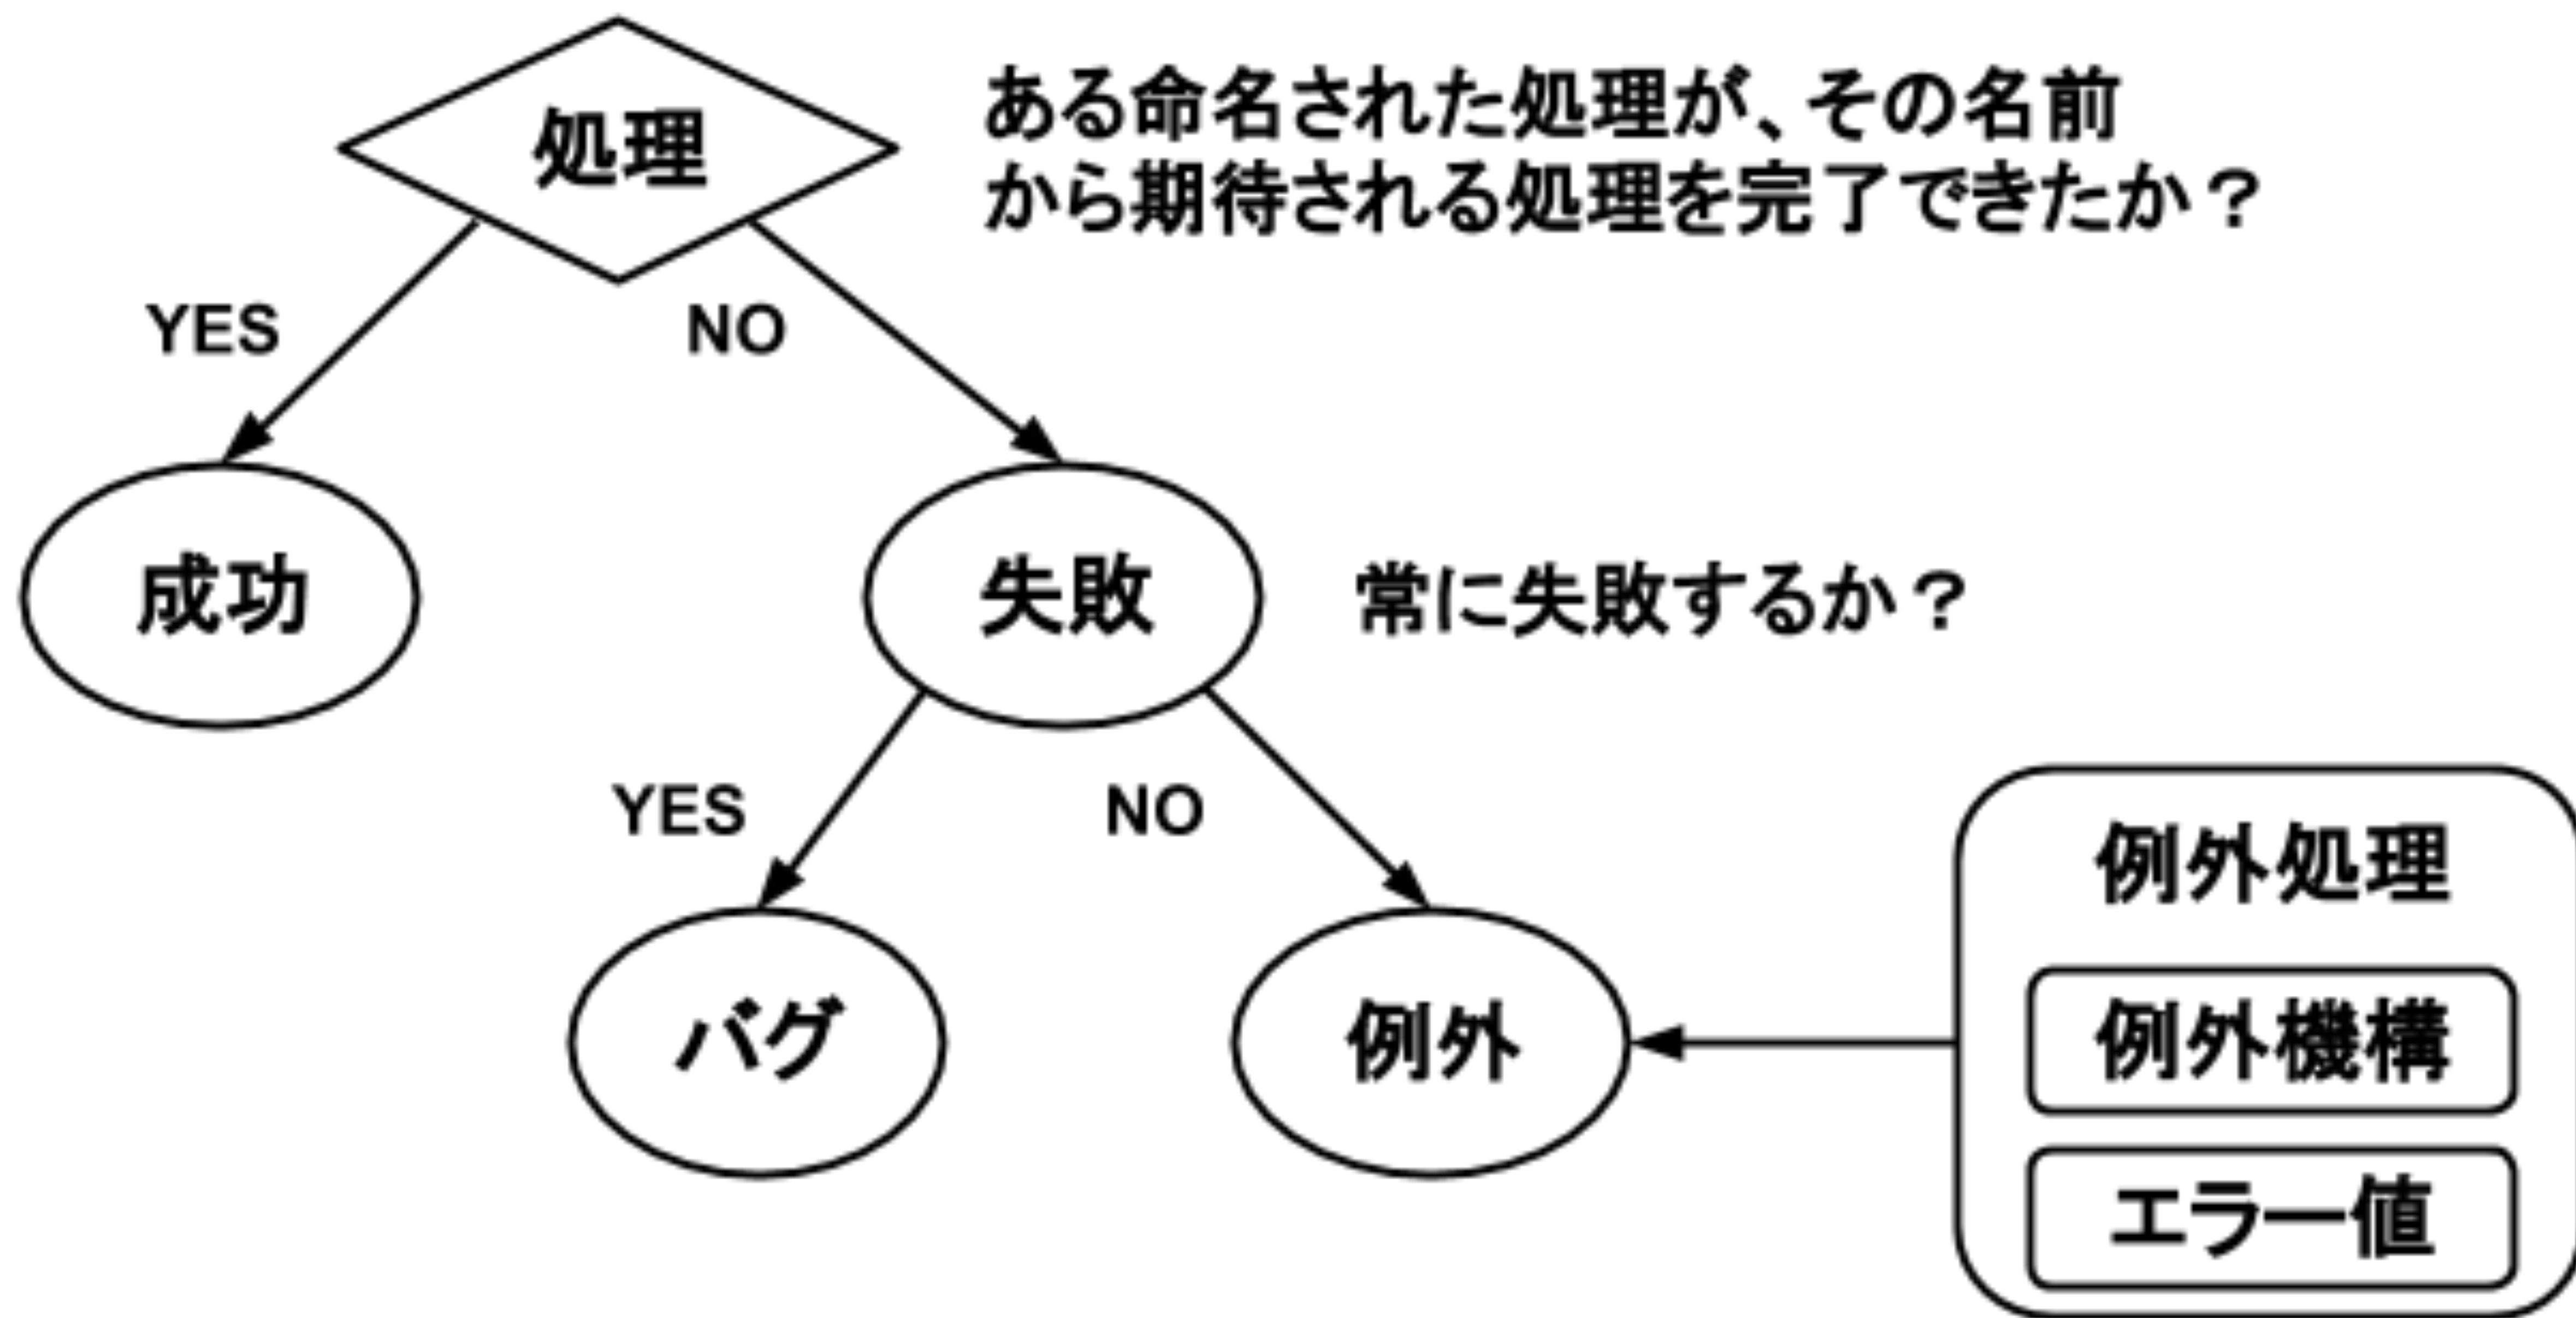 処理
ある命名された処理が、その名前
から期待される処理を完了できたか？
YES
NO
成功
失敗
常に失敗するか？
YES
NO
バグ
例外
例外処理
例外機構
エラー値